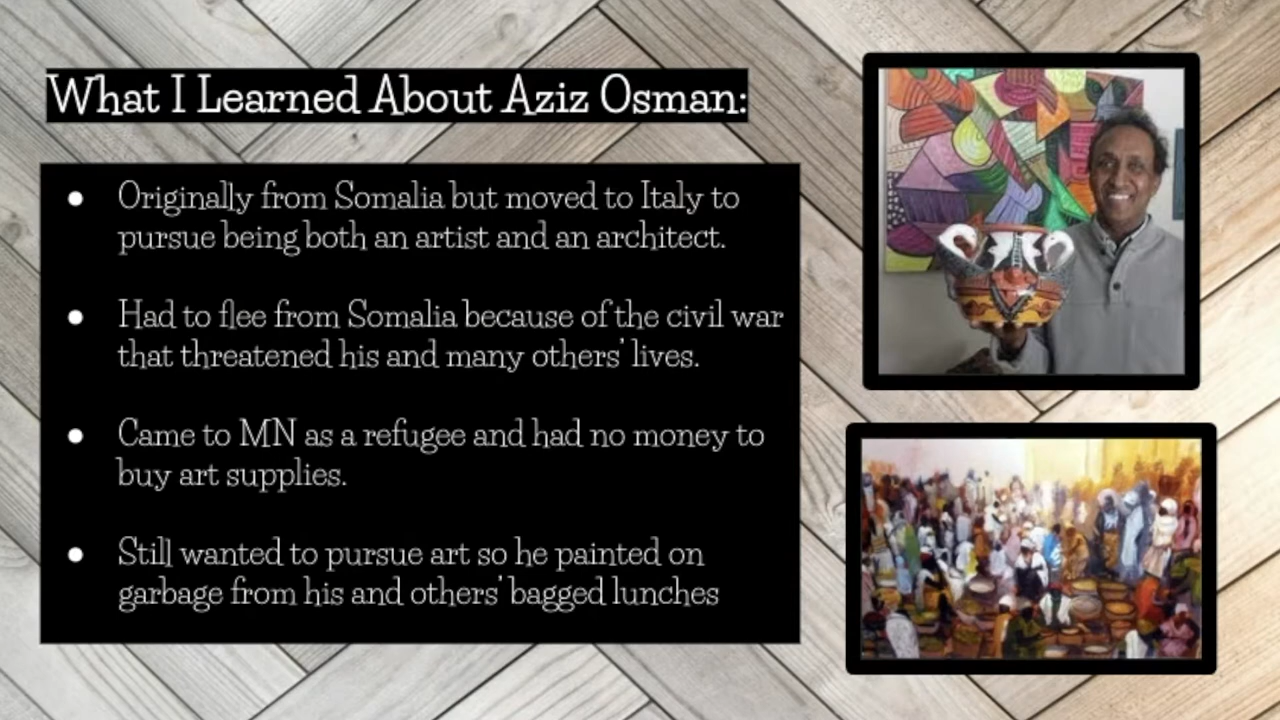 What I Learned About Aziz Osman:
● Originally from Somalia but moved to Italy to
pursue being both an artist and an architect.
● Had to flee from Somalia because of the civil war
that threatened his and many others' lives.
● Came to MN as a refugee and had no money to
buy art supplies.
● Still wanted to pursue art so he painted on
garbage from his and others' bagged lunches